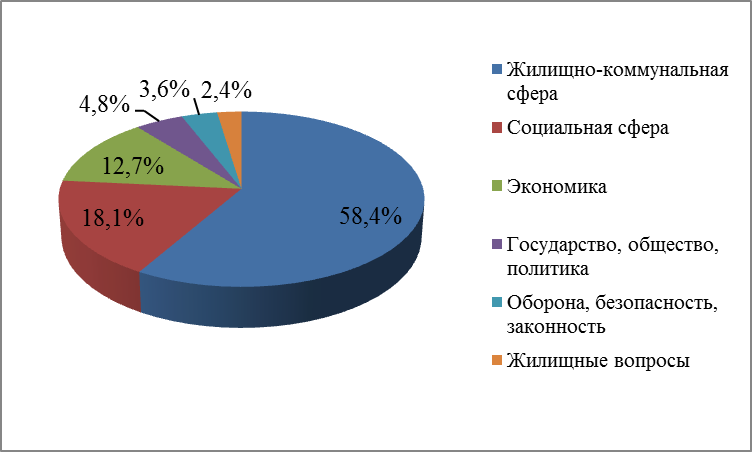 3,6%
2,4%
4,8%
12,7%
18,1%
58,4%
Жилищно-коммунальная
сфера
Социальная сфера
Экономика
Государство, общество,
политика
Оборона, безопасность,
законность
Жилищные вопросы